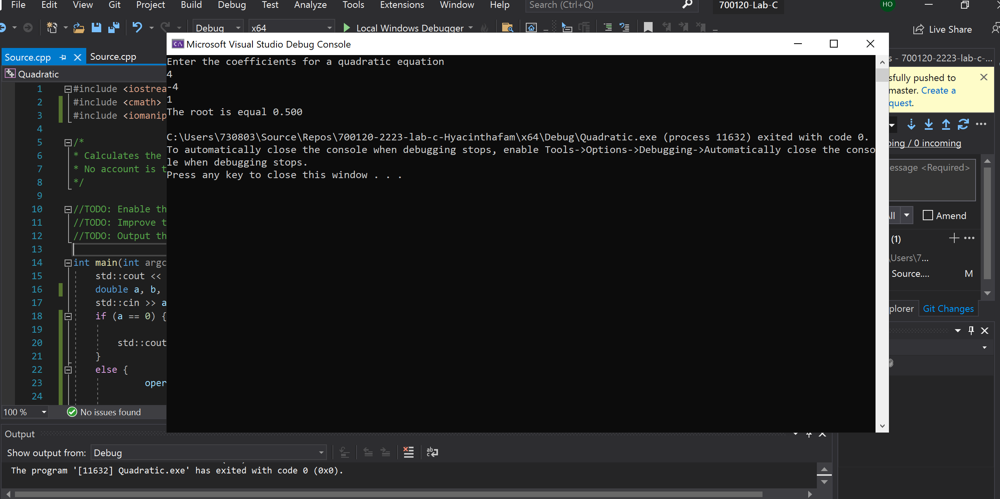 File Edit View Git Project Build Debug Test Analyze Tools Extensions Window Help Search (Ctrl+Q) 700120-Lab-C HO
Debug x64 Local Windows Debugger Live Share
Microsoft Visual Studio Debug Console
Source.cpp Source.cpp
Quadratic
1 #include <iostrea
2 #include <cmath>
3 #include <iomanip
4
5 /*
6 * Calculates the
7 * No account is t
8 */
9
10 //TODO: Enable th
11 //TODO: Improve t
12 //TODO: Output th
13
14 int main(int argc
15 std::cout <<
16 double a, b,
17 std::cin >> a
18 if (a == 0) {
19
20 std::cout
21 }
22 else {
23 oper
24
100 % No issues found
Enter the coefficients for a quadratic equation
4
-4
1
The root is equal 0.500
C:\Users\730803\Source\Repos\700120-2223-lab-c-Hyacinthafam\x64\Debug\Quadratic.exe (process 11632) exited with code 0.
To automatically close the console when debugging stops, enable Tools->Options->Debugging->Automatically close the conso
le when debugging stops.
Press any key to close this window . . .
s - 700120-2223-lab-c-...
sfully pushed to
master. Create a
quest.
ping / 0 incoming
essage <Required>
All Amend
(1)
\Users\7...
Source.... M
plorer Git Changes
Output
Show output from: Debug
The program '[11632] Quadratic.exe' has exited with code 0 (0x0).